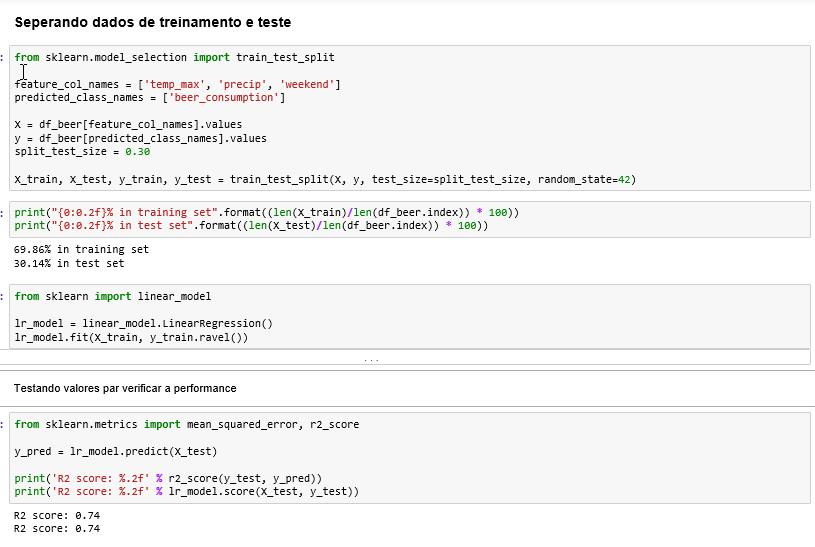 Seperando dados de treinamento e teste
: from sklearn.model_selection import train_test_split
feature_col_names = ['temp_max', 'precip', 'weekend']
predicted_class_names = ['beer_consumption']
X = df_beer[feature_col_names].values
y = df_beer[predicted_class_names].values
split_test_size = 0.30
X_train, X_test, y_train, y_test = train_test_split(X, y, test_size=split_test_size, random_state=42)
: print("{0:0.2f}% in training set".format((len(X_train)/len(df_beer.index)) * 100))
print("{0:0.2f}% in test set".format((len(X_test)/len(df_beer.index)) * 100))
69.86% in training set
30.14% in test set
: from sklearn import linear_model
lr_model = linear_model.LinearRegression()
lr_model.fit(X_train, y_train.ravel())
...
Testando valores par verificar a performance
: from sklearn.metrics import mean_squared_error, r2_score
y_pred = lr_model.predict(X_test)
print('R2 score: %.2f' % r2_score(y_test, y_pred))
print('R2 score: %.2f' % lr_model.score(X_test, y_test))
R2 score: 0.74
R2 score: 0.74